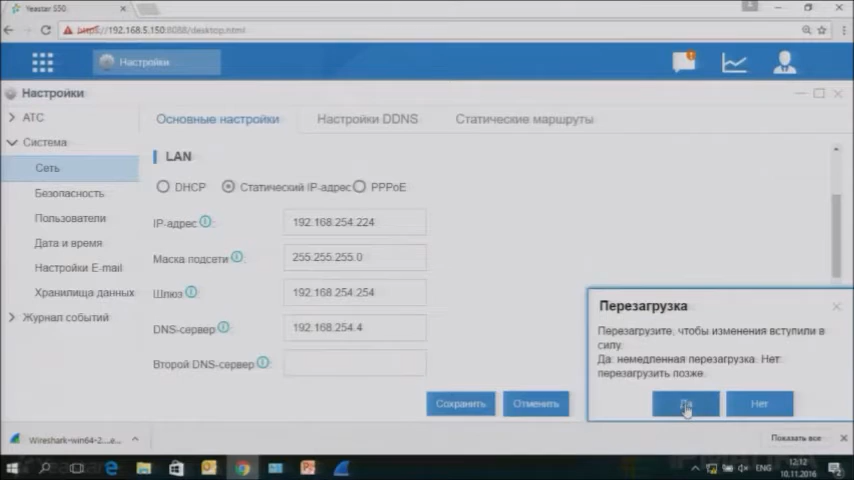 Yeastar S50
https://192.168.5.150:8088/desktop.html
Настройки
Настройки
АТС
Система
Сеть
Безопасность
Пользователи
Дата и время
Настройки E-mail
Хранилища данных
Журнал событий
Основные настройки
Настройки DDNS
Статические маршруты
LAN
DHCP
Статический IP-адрес
PPPoE
IP-адрес
192.168.254.224
Маска подсети
255.255.255.0
Шлюз
192.168.254.254
DNS-сервер
192.168.254.4
Второй DNS-сервер
Сохранить
Отменить
Перезагрузка
Перезагрузите, чтобы изменения вступили в
силу.
Да: немедленная перезагрузка. Нет:
перезагрузить позже.
Да
Нет
Wireshark-win64-2....e...
Показать все
ENG
12:12
10.11.2016